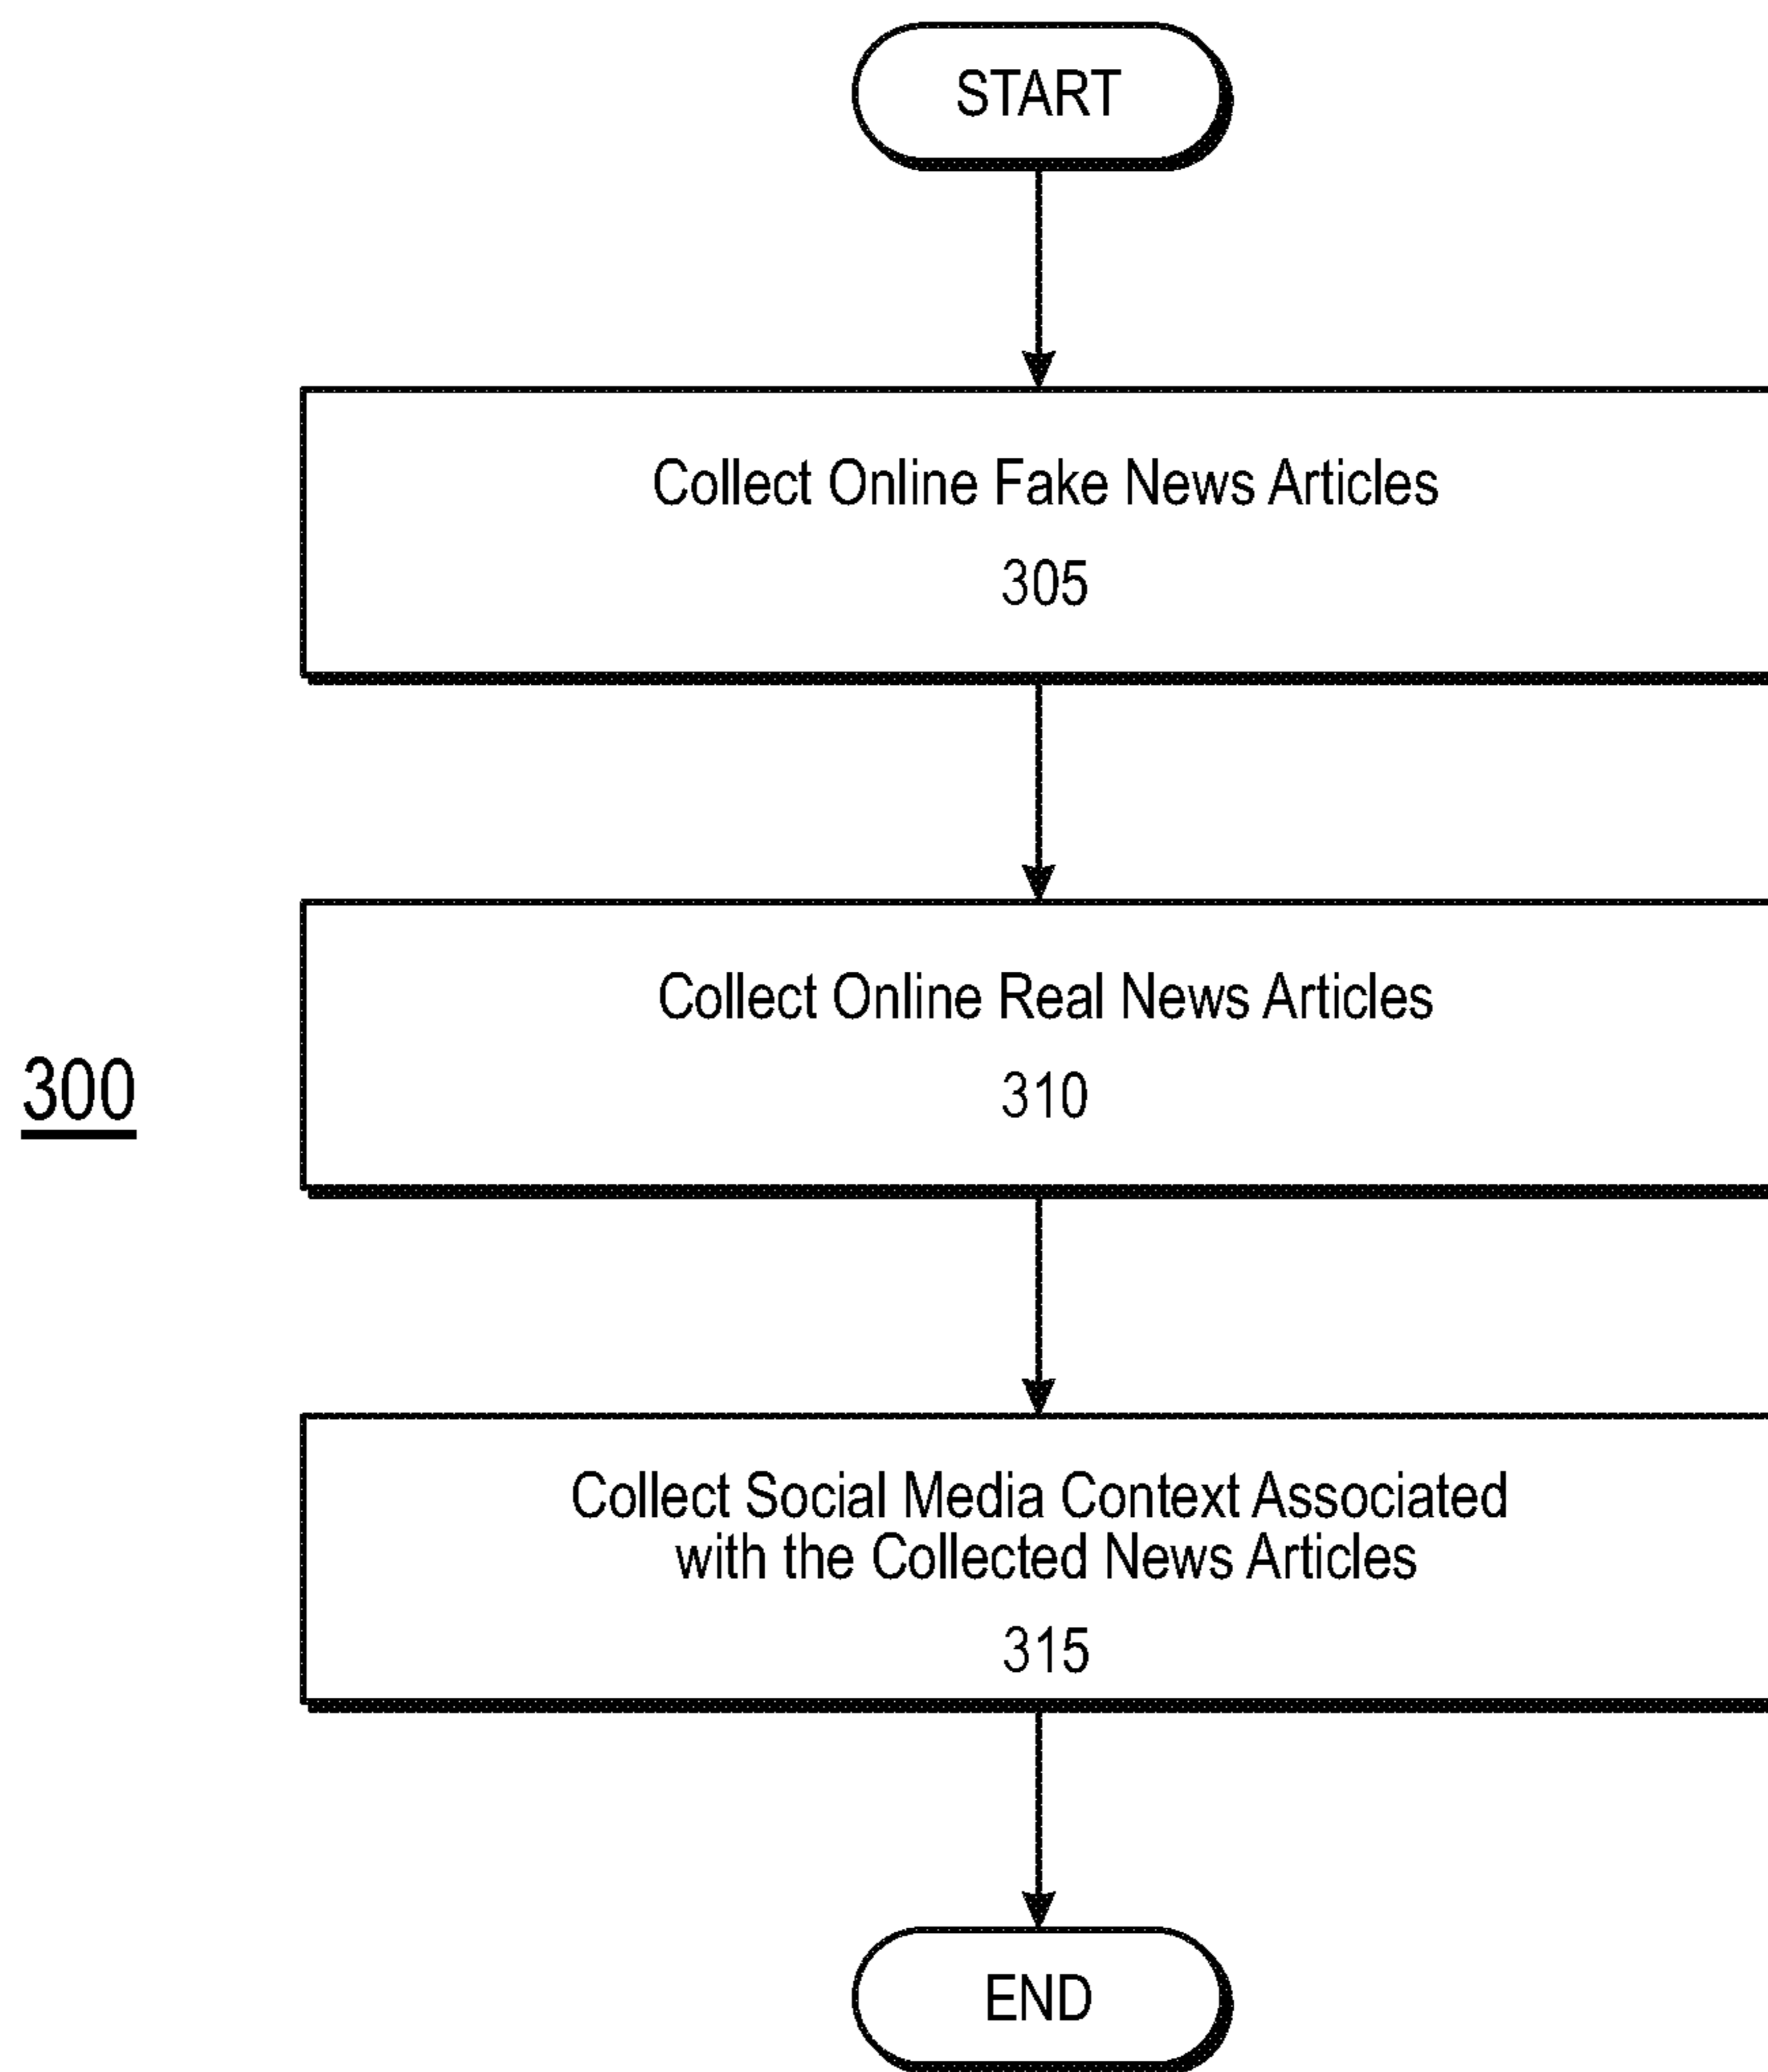 START
Collect Online Fake News Articles
305
Collect Online Real News Articles
310
300
Collect Social Media Context Associated
with the Collected News Articles
315
END